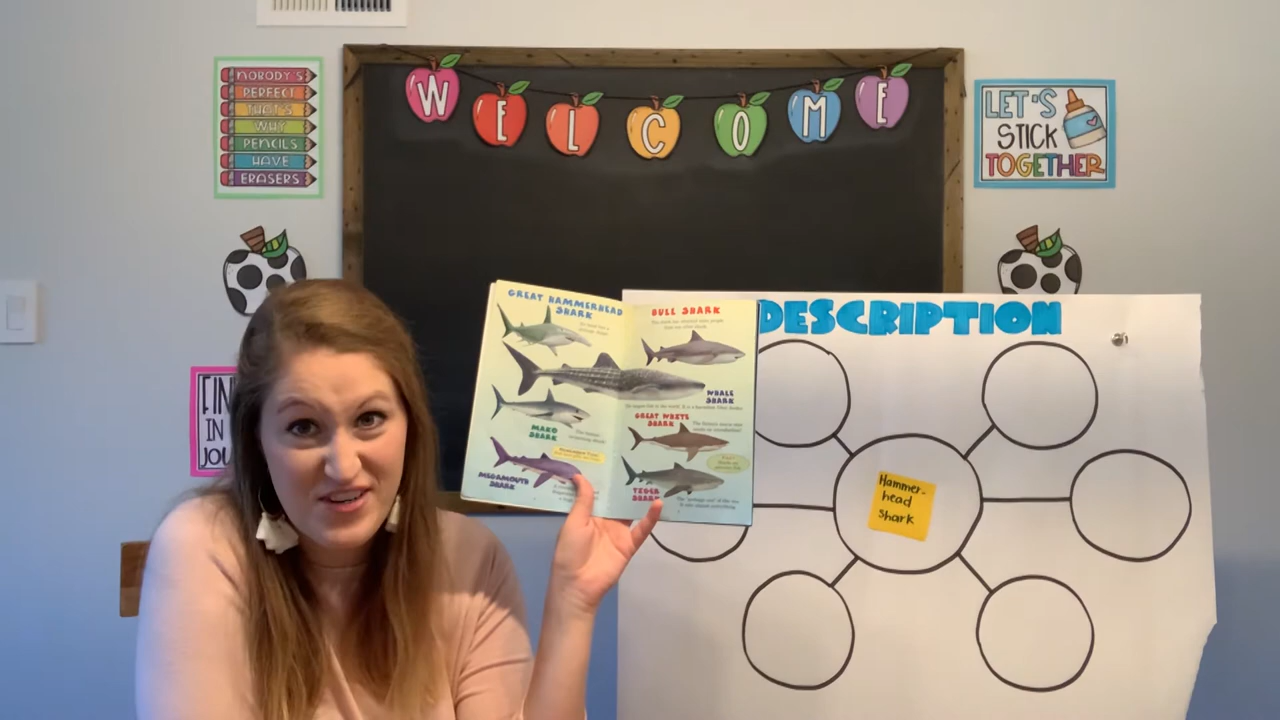 NOBODY'S
PERFECT
THAT'S
WHY
PENCILS
HAVE
ERASERS
WELCOME
LET'S
STICK
TOGETHER
FIN
IN
JOU
GREAT HAMMERHEAD
SHARK
BULL SHARK
WHALE
SHARK
GREAT WHITE
SHARK
MAKO
SHARK
MEGAMOUTH
SHARK
TIGER
SHARK
DESCRIPTION
Hammer-
head
shark